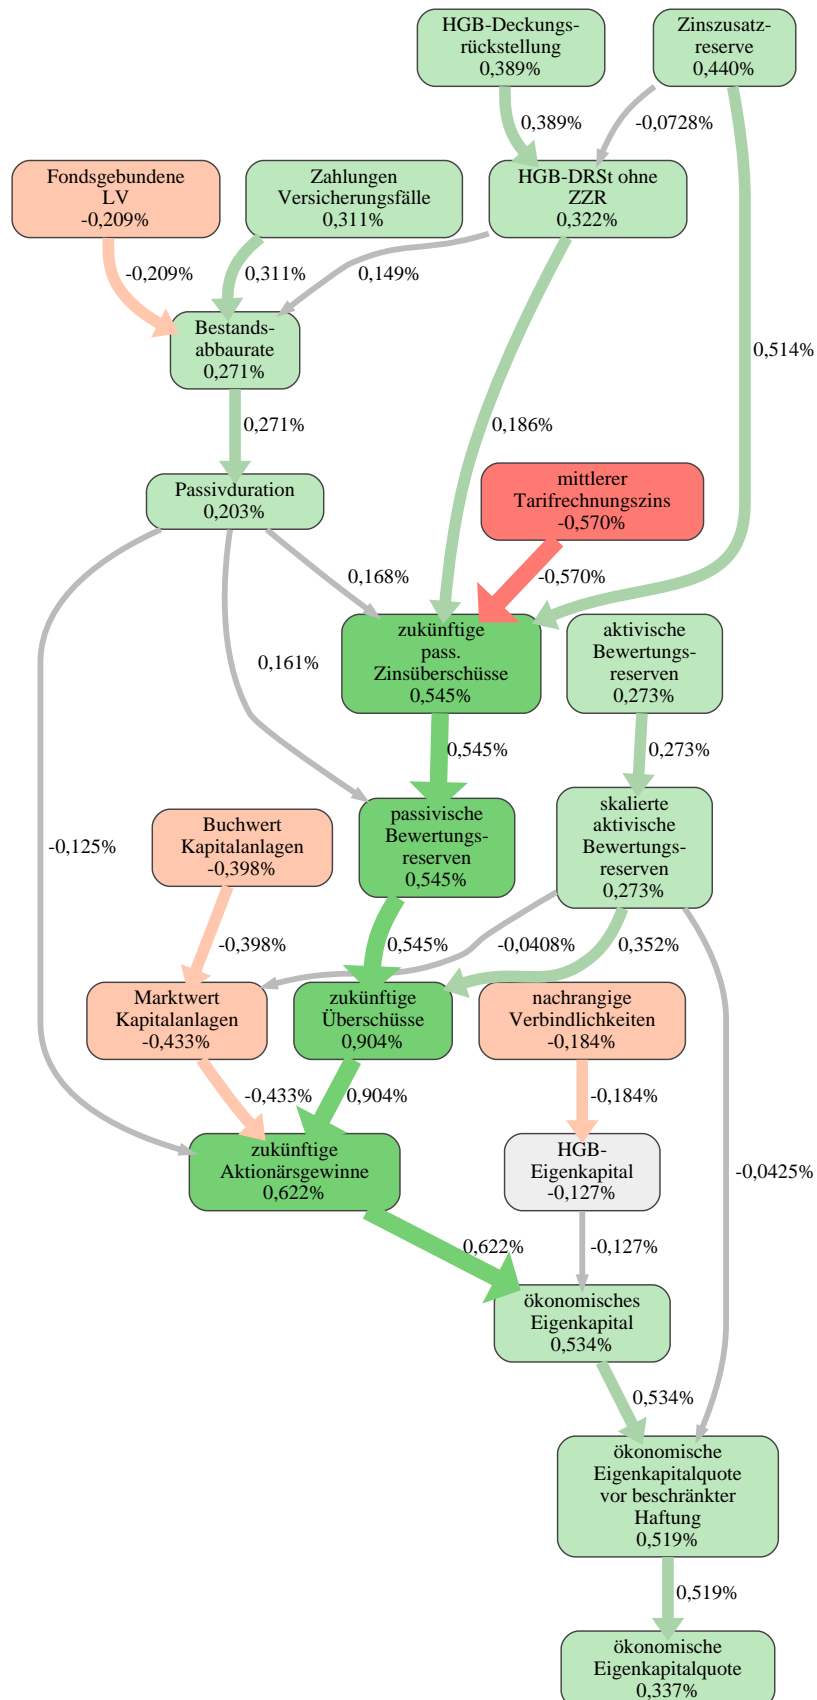 HGB-Deckungs-
rückstellung
0,389%
Zinszusatz-
reserve
0,440%
0,389%
-0,0728%
Fondsgebundene
LV
-0,209%
Zahlungen
Versicherungsfälle
0,311%
HGB-DRSt ohne
ZZR
0,322%
-0,209%
0,311%
0,149%
Bestands-
abbaurate
0,271%
0,514%
0,271%
0,186%
Passivduration
0,203%
mittlerer
Tarifrechnungszins
-0,570%
0,168%
-0,570%
zukünftige
pass.
Zinsüberschüsse
0,545%
aktivische
Bewertungs-
reserven
0,273%
0,161%
0,545%
0,273%
Buchwert
Kapitalanlagen
-0,398%
passivische
Bewertungs-
reserven
0,545%
skalierte
aktivische
Bewertungs-
reserven
0,273%
-0,125%
-0,398%
0,545%
-0,0408%
0,352%
Marktwert
Kapitalanlagen
-0,433%
zukünftige
Überschüsse
0,904%
nachrangige
Verbindlichkeiten
-0,184%
-0,433%
0,904%
-0,184%
zukünftige
Aktionärsgewinne
0,622%
HGB-
Eigenkapital
-0,127%
-0,0425%
0,622%
-0,127%
ökonomisches
Eigenkapital
0,534%
0,534%
ökonomische
Eigenkapitalquote
vor beschränkter
Haftung
0,519%
0,519%
ökonomische
Eigenkapitalquote
0,337%